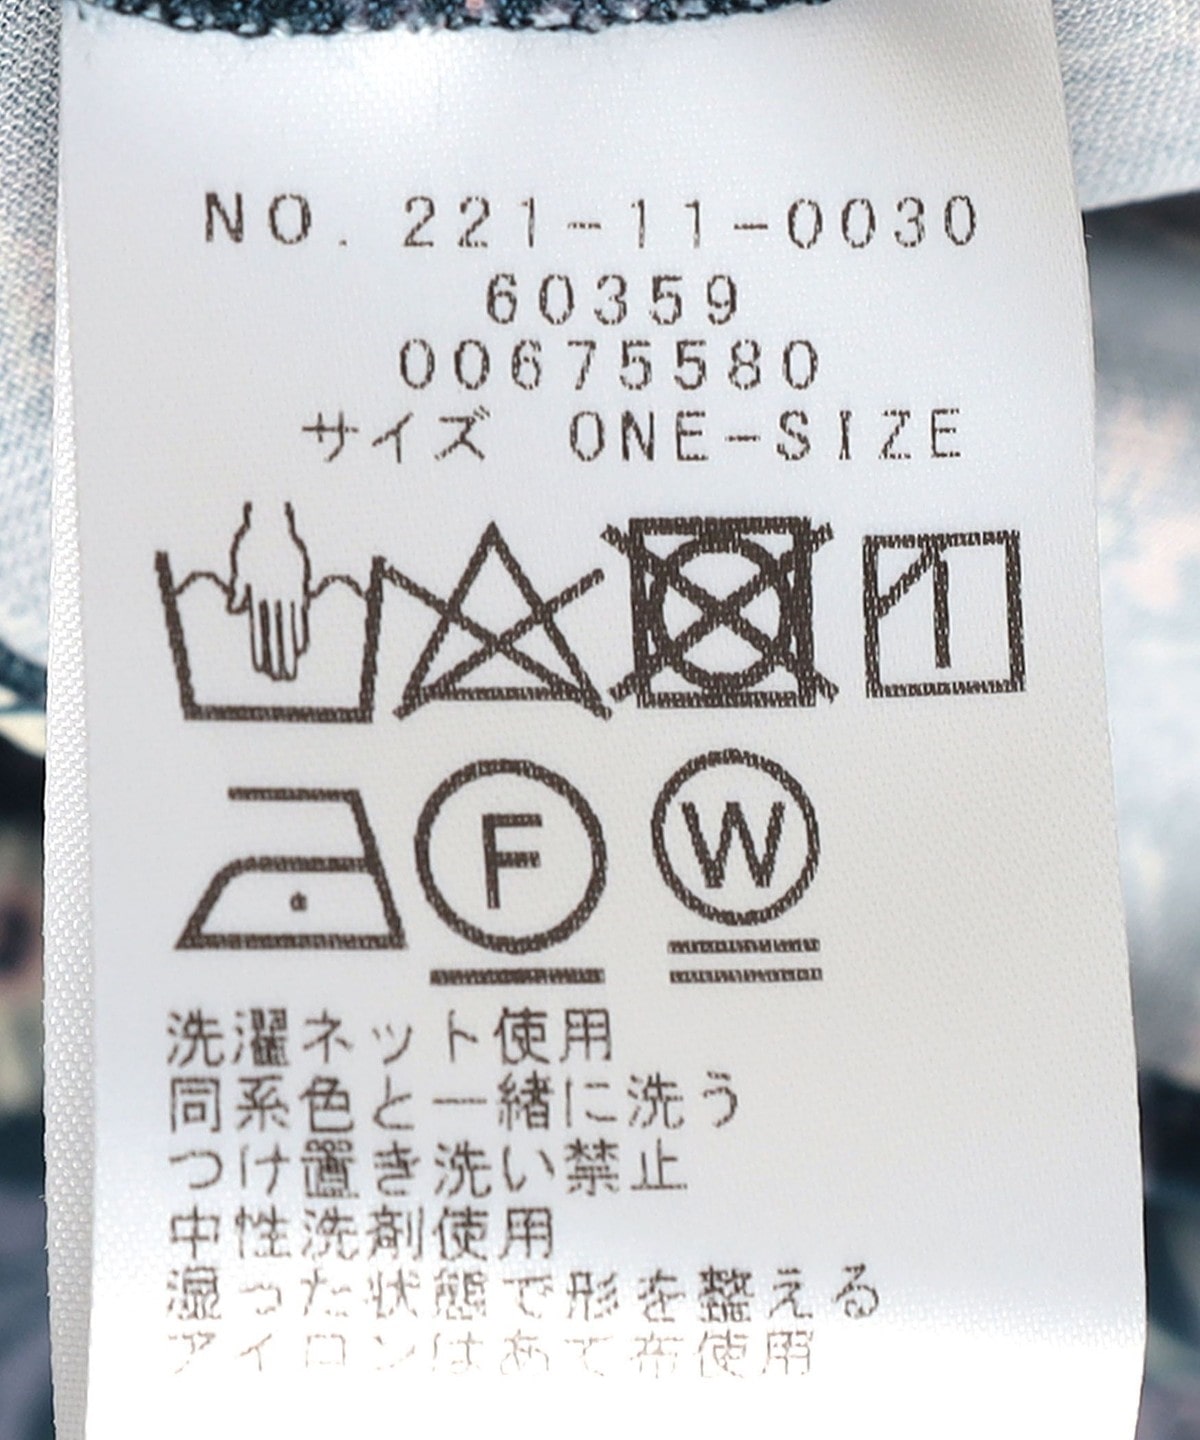 NO. 221-11-0030
60359
00675580
サイズ ONE-SIZE
F W
洗濯ネット使用
同系色と一緒に洗う
つけ置き洗い禁止
中性洗剤使用
湿った状態で形を整える
アイロンはあて布使用